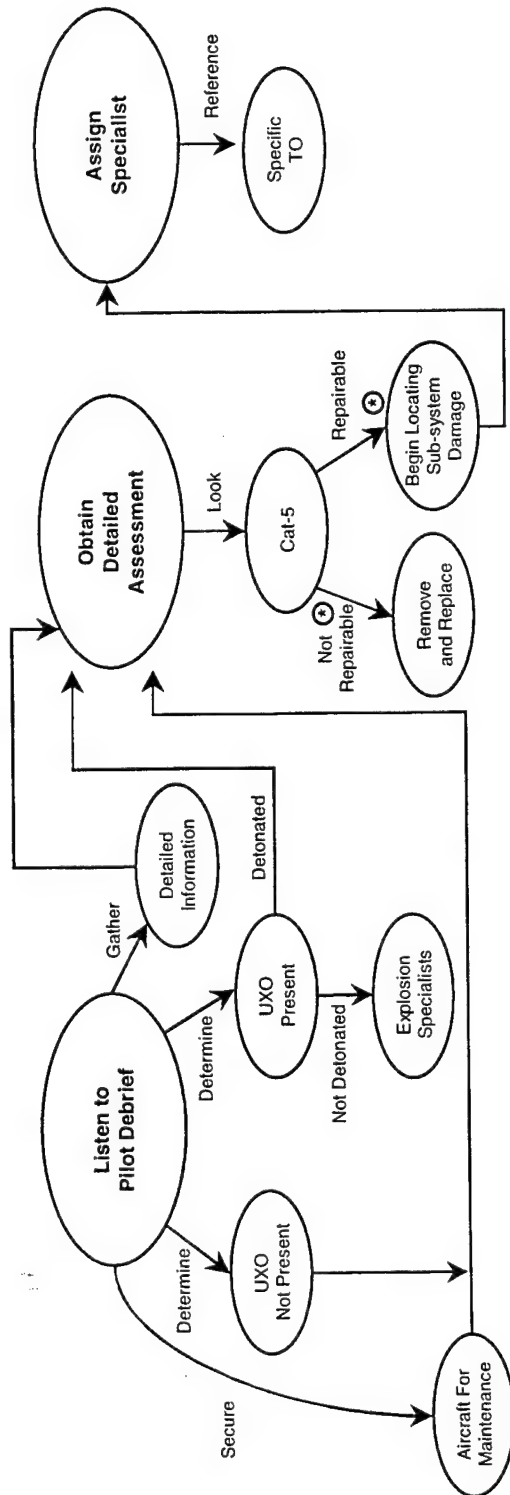 Listen to
Pilot Debrief
Secure
Determine
Determine
Gather
Aircraft For
Maintenance
UXO
Not Present
UXO
Present
Detailed
Information
Not Detonated
Detonated
Explosion
Specialists
Obtain
Detailed
Assessment
Look
Cat-5
Not
Repairable
*
Repairable
*
Remove
and Replace
Begin Locating
Sub-system
Damage
Assign
Specialist
Reference
Specific
TO